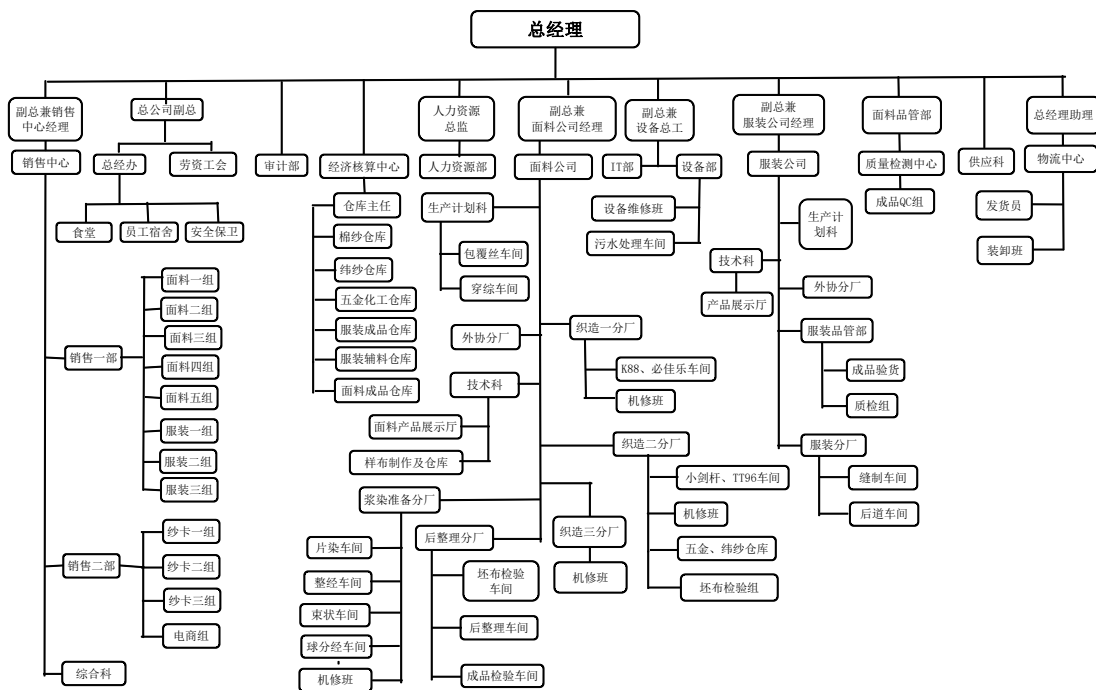 总经理
副总兼销售
中心经理
总公司副总
人力资源
总监
副总兼
面料公司经理
副总兼
设备总工
副总兼
服装公司经理
面料品管部
总经理助理
销售中心
总经办
劳资工会
审计部
经济核算中心
人力资源部
面料公司
IT部
设备部
服装公司
质量检测中心
供应科
物流中心
食堂
员工宿舍
安全保卫
仓库主任
棉纱仓库
纬纱仓库
五金化工仓库
服装成品仓库
服装辅料仓库
面料成品仓库
生产计划科
包覆丝车间
穿综车间
设备维修班
污水处理车间
生产计
划科
技术科
产品展示厅
外协分厂
成品QC组
发货员
装卸班
销售一部
面料一组
面料二组
面料三组
面料四组
面料五组
服装一组
服装二组
服装三组
销售二部
纱卡一组
纱卡二组
纱卡三组
电商组
综合科
外协分厂
技术科
面料产品展示厅
样布制作及仓库
织造一分厂
K88、必佳乐车间
机修班
织造二分厂
小剑杆、TT96车间
机修班
五金、纬纱仓库
坯布检验组
织造三分厂
机修班
浆染准备分厂
片染车间
整经车间
束状车间
球分经车间
机修班
后整理分厂
坯布检验
车间
后整理车间
成品检验车间
服装品管部
成品验货
质检组
服装分厂
缝制车间
后道车间